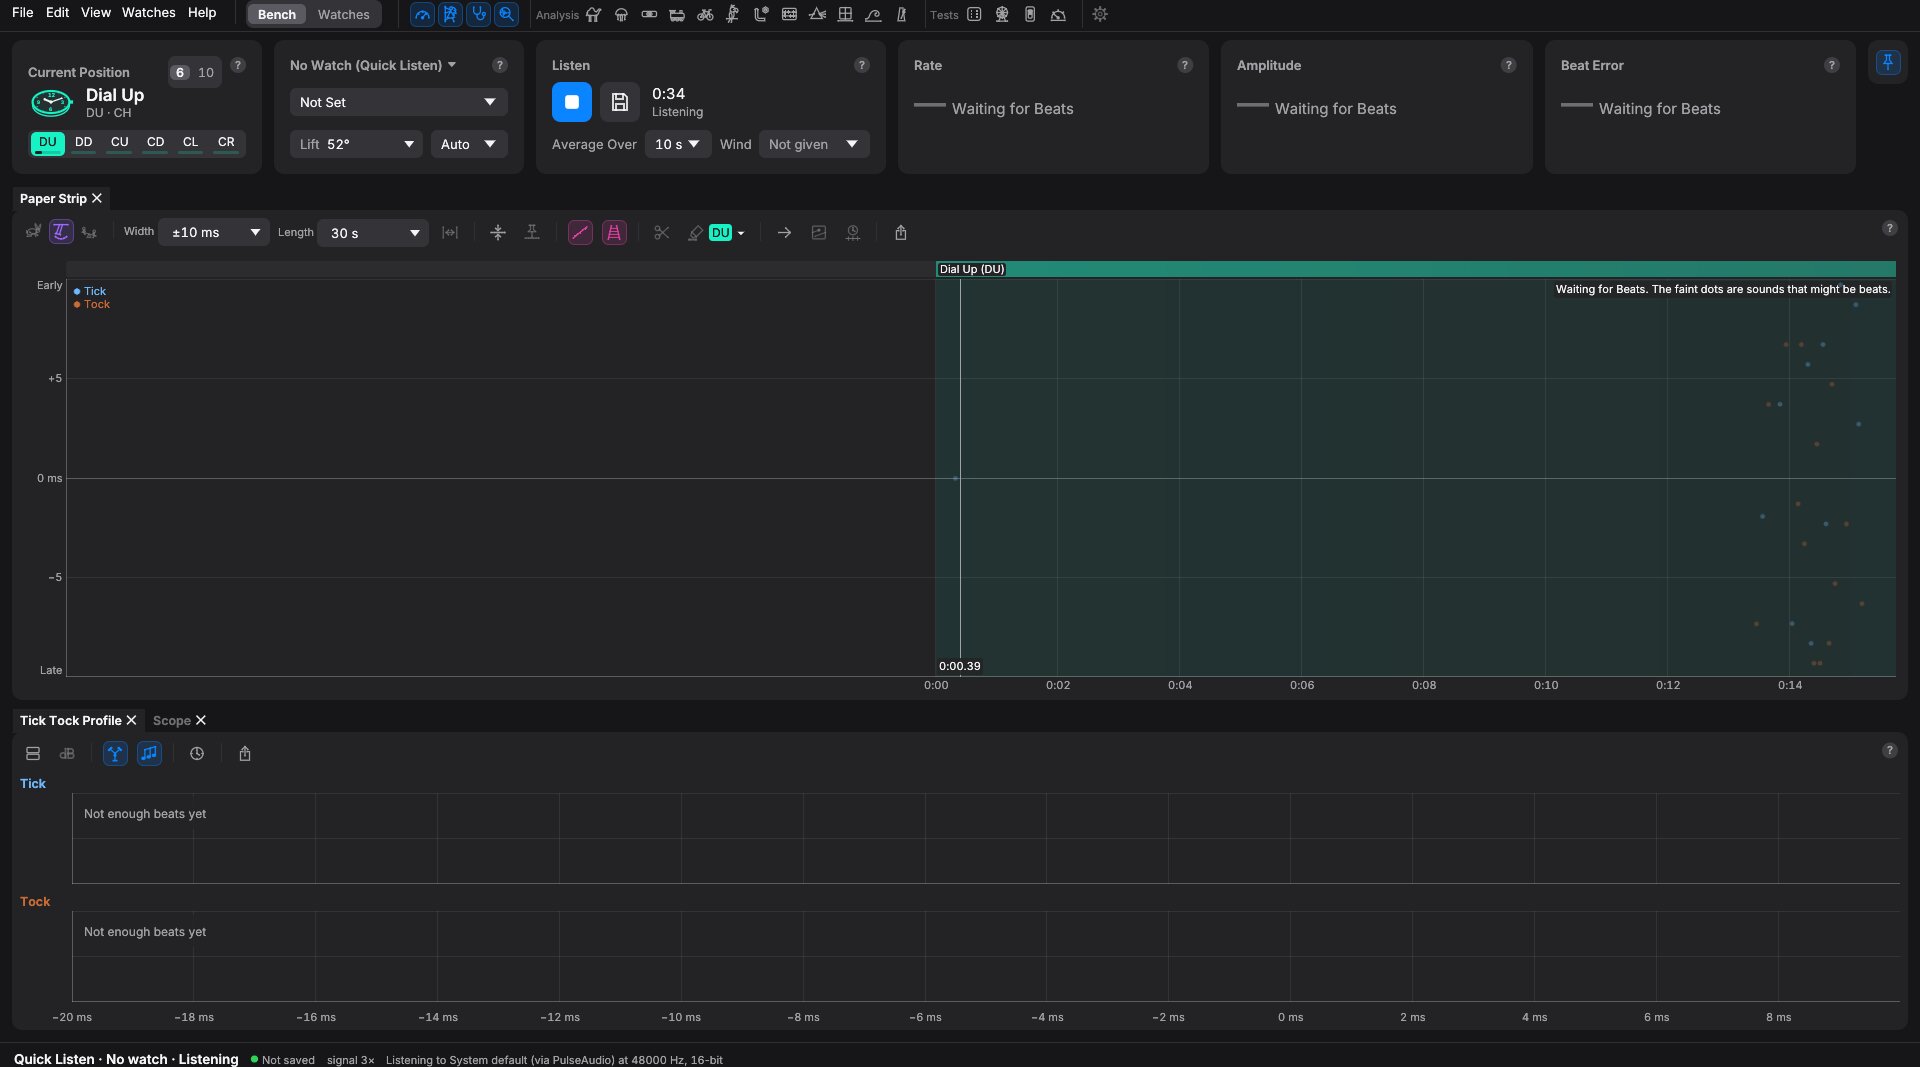 File Edit View Watches Help
Bench Watches
Analysis
Tests
Current Position
6 10
?
Dial Up
DU · CH
DU DD CU CD CL CR
No Watch (Quick Listen)
?
Not Set
Lift 52°
Auto
Listen
?
0:34
Listening
Average Over 10 s Wind Not given
Rate
?
Waiting for Beats
Amplitude
?
Waiting for Beats
Beat Error
?
Waiting for Beats
Paper Strip
Width ±10 ms Length 30 s
DU
?
Dial Up (DU)
Early
Tick
Tock
Waiting for Beats. The faint dots are sounds that might be beats.
+5
0 ms
−5
Late
0:00.39
0:00 0:02 0:04 0:06 0:08 0:10 0:12 0:14
Tick Tock Profile Scope
dB
?
Tick
Not enough beats yet
Tock
Not enough beats yet
−20 ms −18 ms −16 ms −14 ms −12 ms −10 ms −8 ms −6 ms −4 ms −2 ms 0 ms 2 ms 4 ms 6 ms 8 ms
Quick Listen · No watch · Listening Not saved signal 3× Listening to System default (via PulseAudio) at 48000 Hz, 16-bit